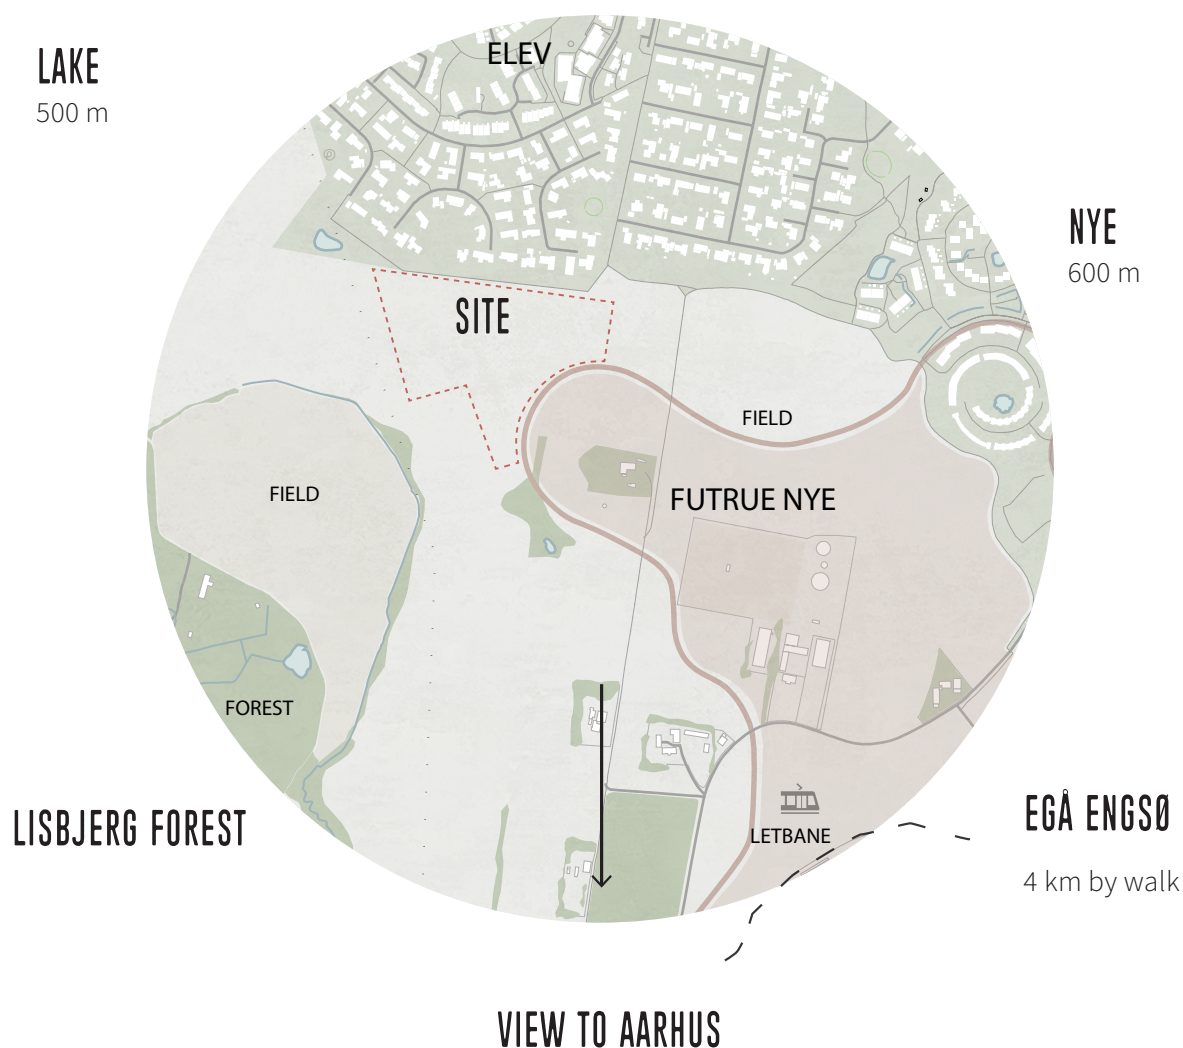 ELEV
LAKE
500 m
NYE
600 m
SITE
FIELD
FIELD
FUTRUE NYE
FOREST
LISBJERG FOREST
LETBANE
EGÅ ENGSØ
4 km by walk
VIEW TO AARHUS